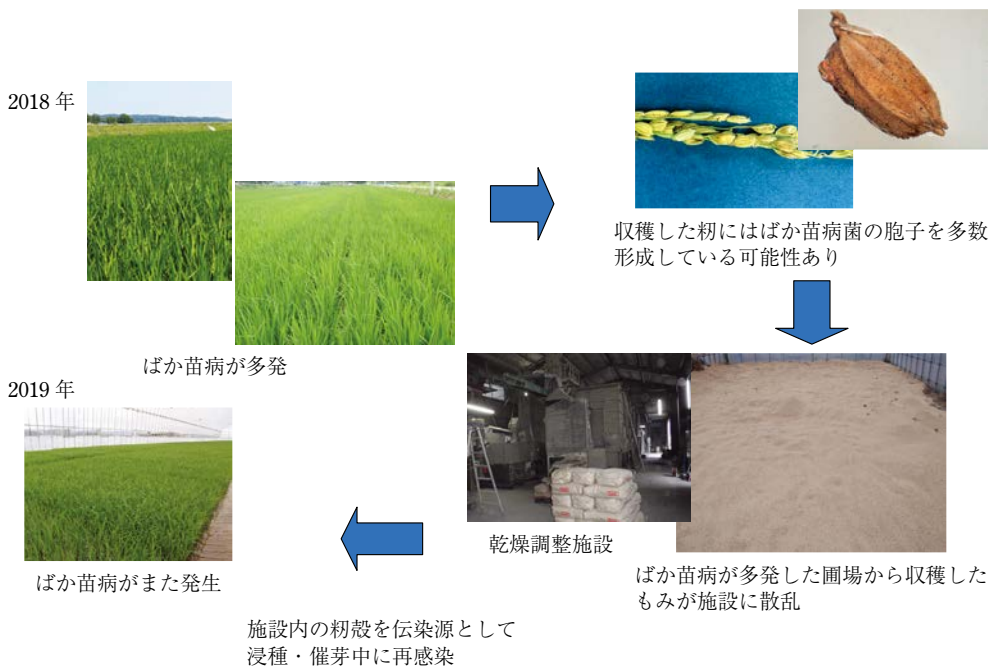 2018 年
ばか苗病が多発
収穫した籾にはばか苗病菌の胞子を多数
形成している可能性あり
乾燥調整施設
ばか苗病が多発した圃場から収穫した
もみが施設に散乱
施設内の籾殻を伝染源として
浸種・催芽中に再感染
2019 年
ばか苗病がまた発生